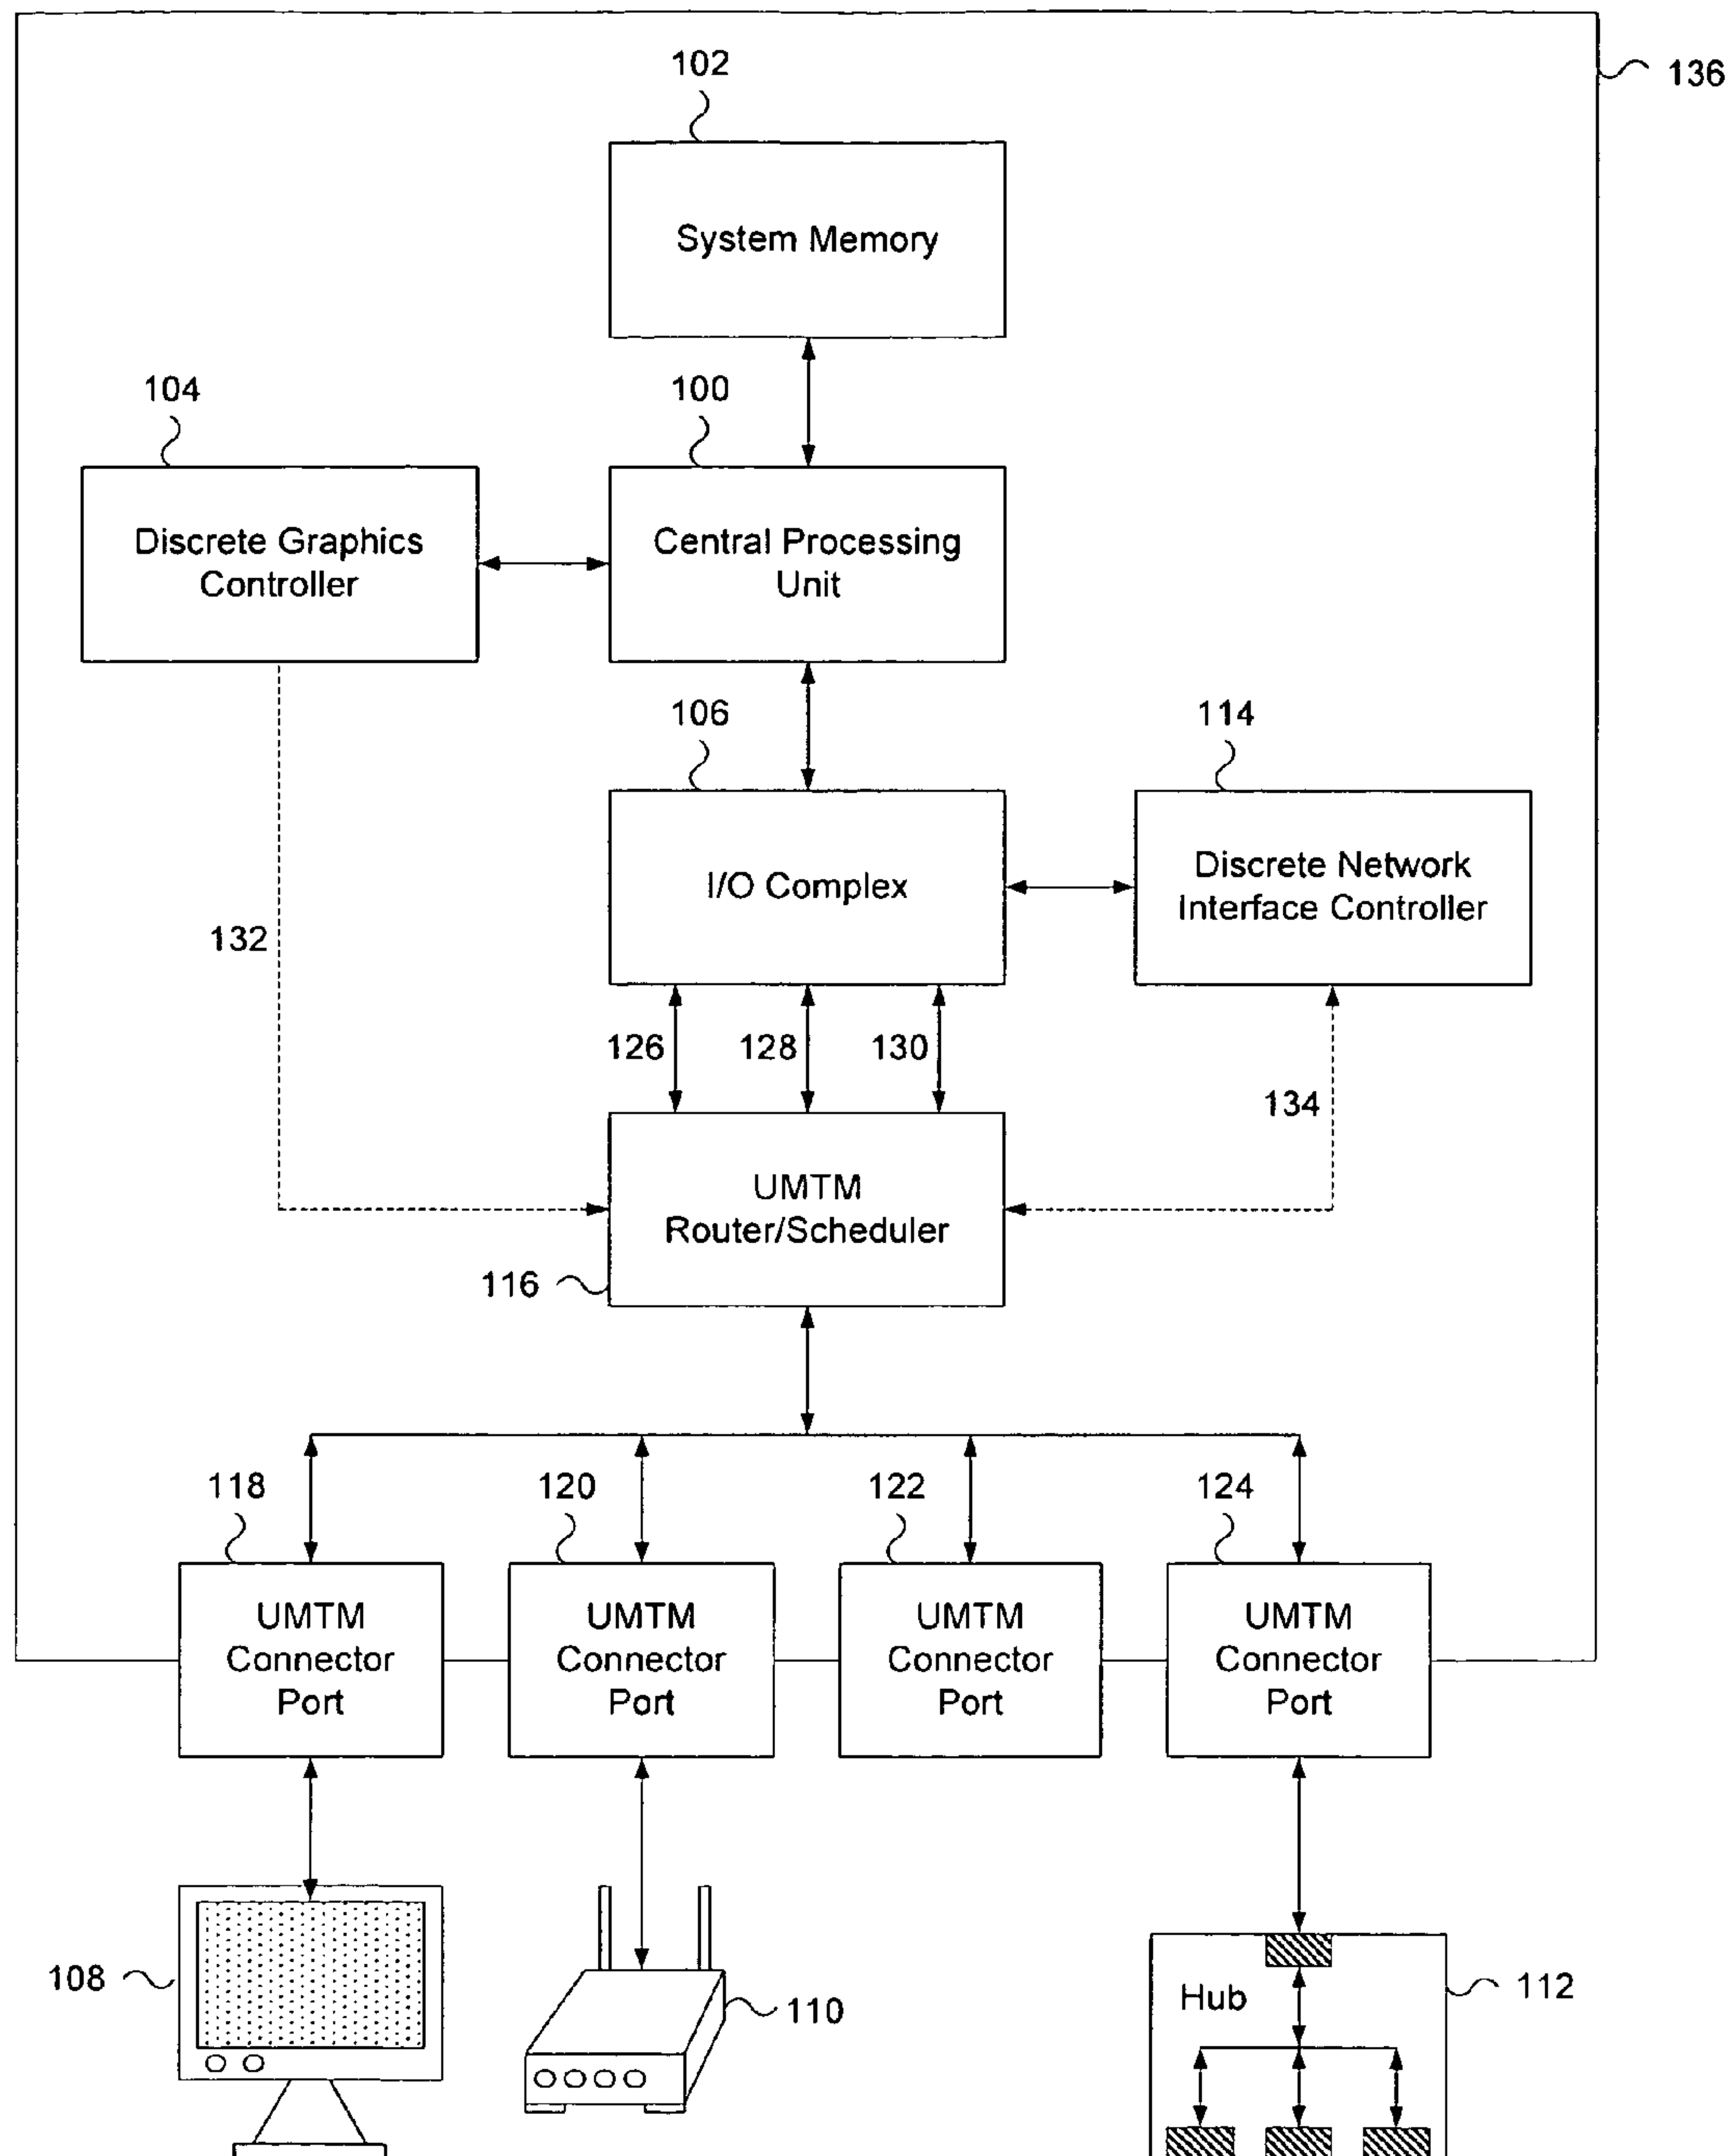 102
136
System Memory
104
100
Discrete Graphics
Controller
Central Processing
Unit
106
114
I/O Complex
Discrete Network
Interface Controller
132
126
128
130
134
UMTM
Router/Scheduler
116
118
120
122
124
UMTM
Connector
Port
UMTM
Connector
Port
UMTM
Connector
Port
UMTM
Connector
Port
108
110
Hub
112